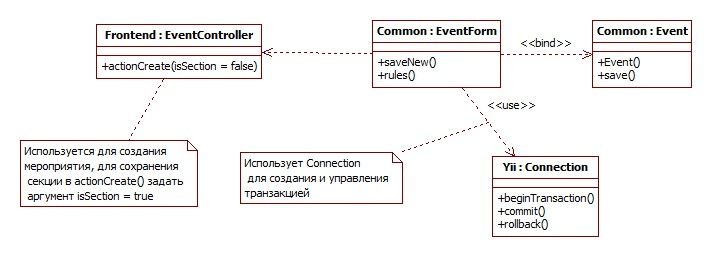 Frontend : EventController
+actionCreate(isSection = false)
Common : EventForm
+saveNew()
+rules()
<<bind>>
Common : Event
+Event()
+save()
<<use>>
Используется для создания
мероприятия, для сохранения
секции в actionCreate() задать
аргумент isSection = true
Использует Connection
для создания и управления
транзакцией
Yii : Connection
+beginTransaction()
+commit()
+rollback()